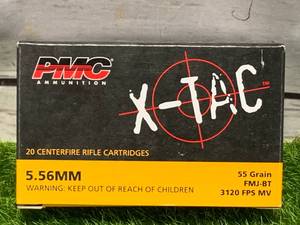 PMC
AMMUNITION
X-TAC™
20 CENTERFIRE RIFLE CARTRIDGES
5.56MM
55 Grain
WARNING: KEEP OUT OF REACH OF CHILDREN
FMJ-BT
3120 FPS MV